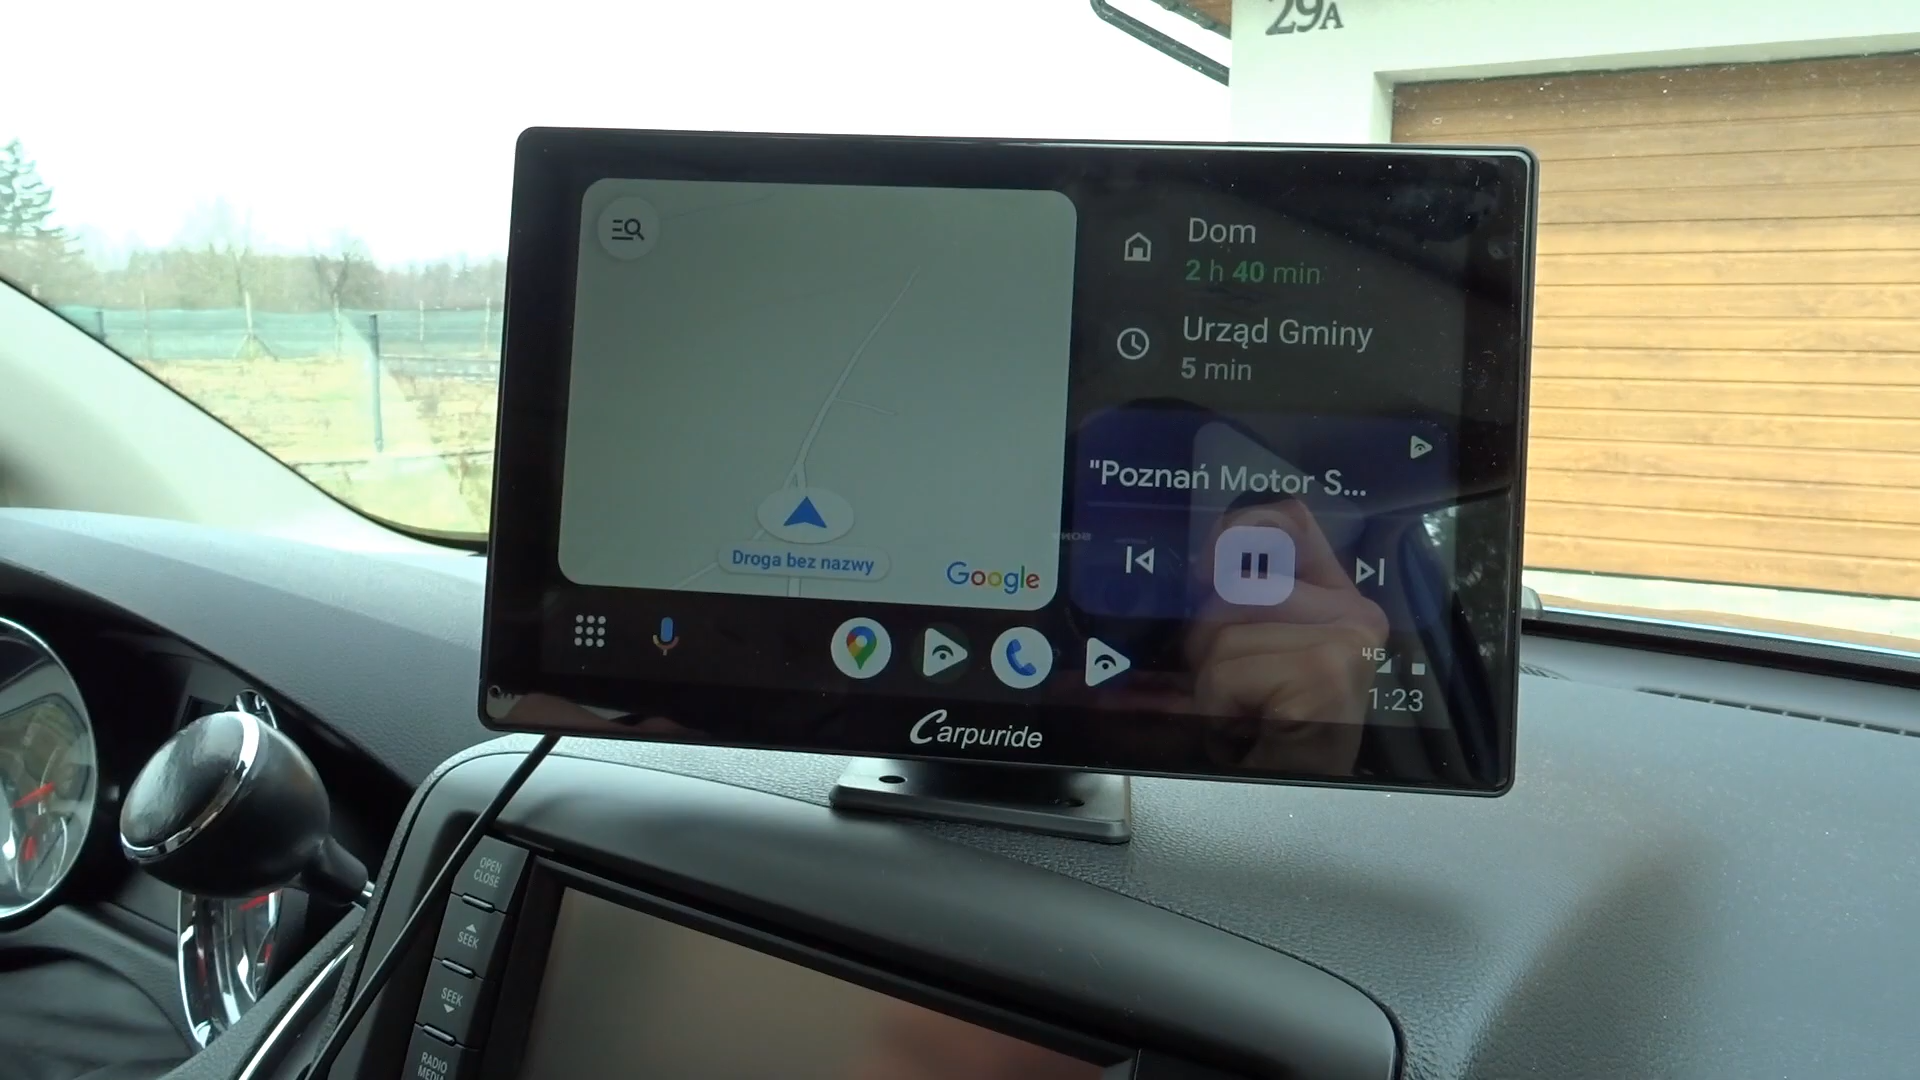 29A
Dom
2 h 40 min
Urząd Gminy
5 min
"Poznań Motor S...
Droga bez nazwy
Google
4G
1:23
Carpuride
OPEN
CLOSE
SEEK
SEEK
RADIO
MEDIA